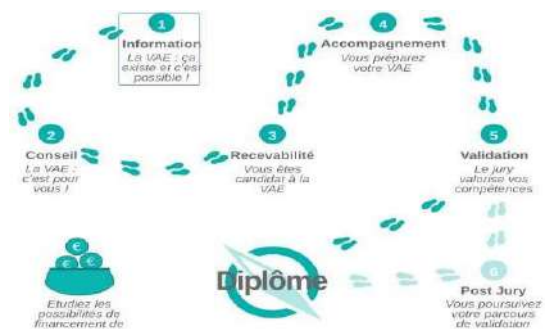 1
Information
La VAE : ça
existe et c'est
possible !
2
Conseil
La VAE :
c'est pour
vous !
3
Recevabilité
Vous êtes
candidat à la
VAE
4
Accompagnement
Vous préparez
votre VAE
5
Validation
Le jury
valorise vos
compétences
6
Post Jury
Vous poursuivez
votre parcours
de validation
Diplôme
€
€ €
Etudiez les
possibilités de
financement de